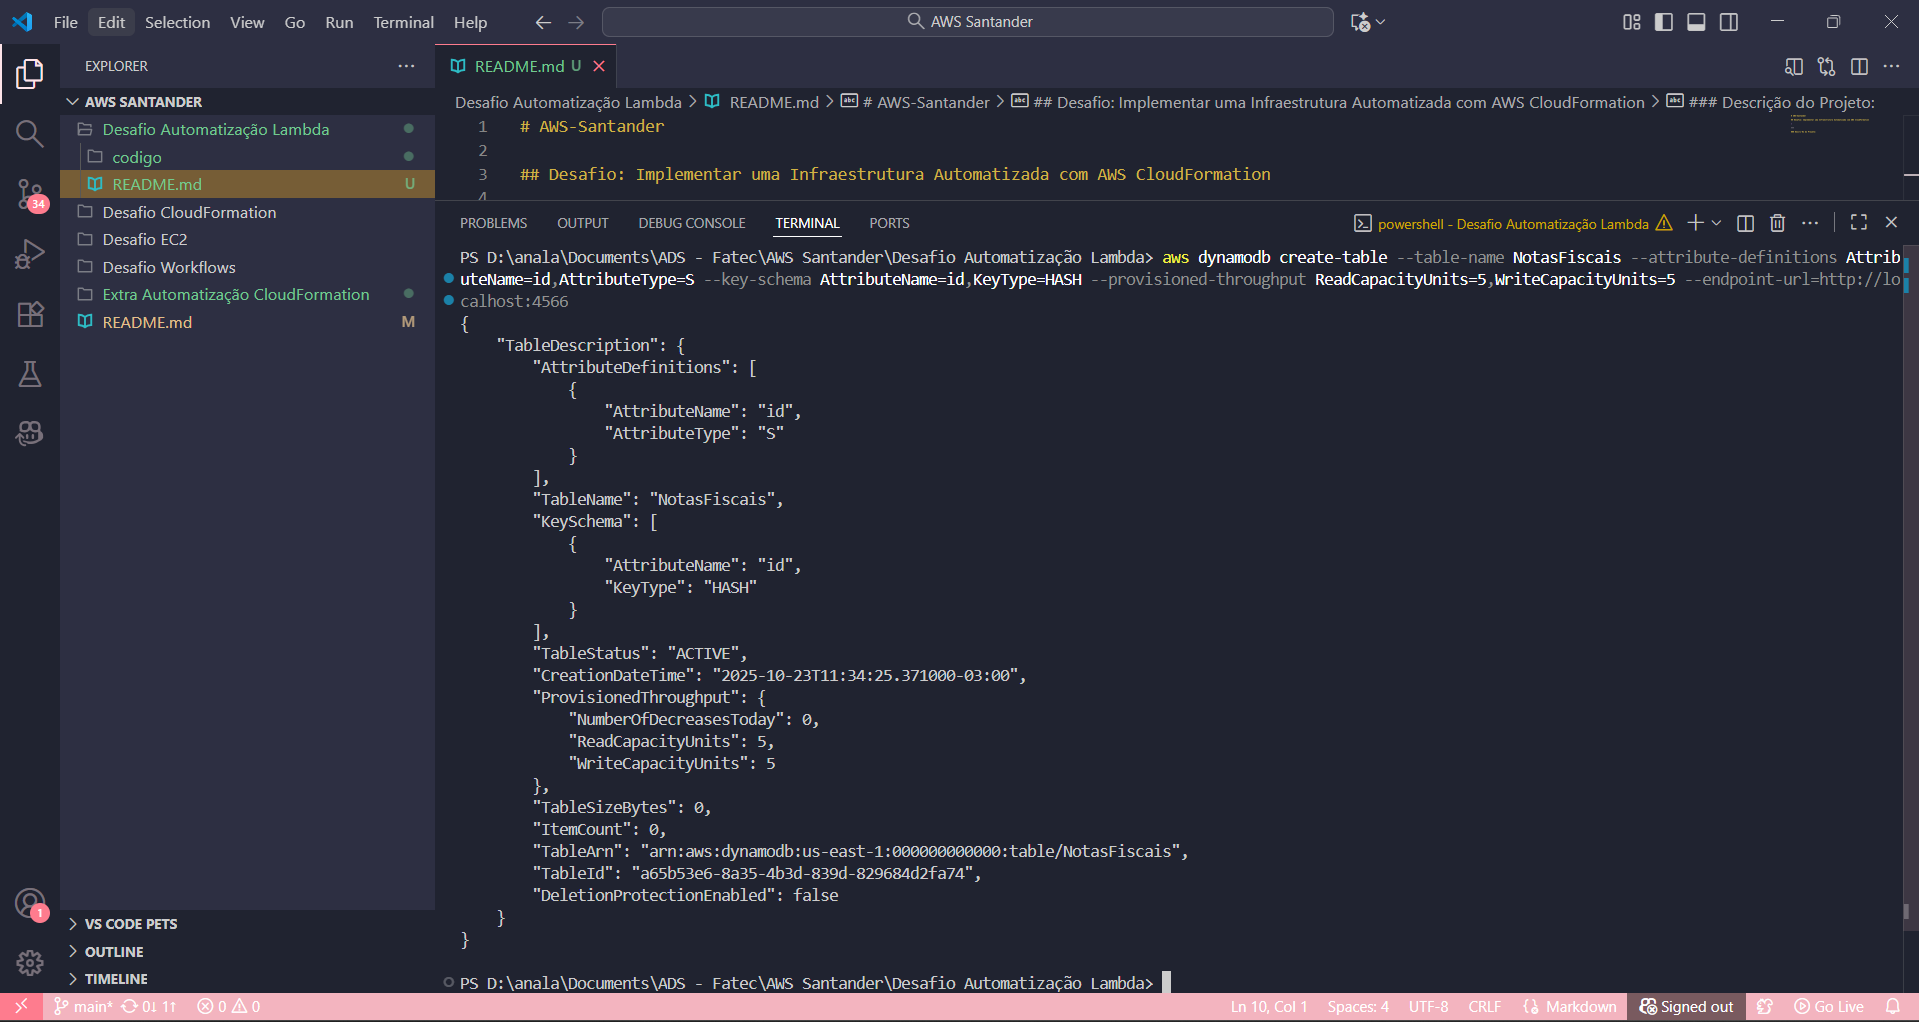 File Edit Selection View Go Run Terminal Help
AWS Santander
EXPLORER
AWS SANTANDER
Desafio Automatização Lambda
codigo
README.md U
Desafio CloudFormation
Desafio EC2
Desafio Workflows
Extra Automatização CloudFormation
README.md M
34
1
VS CODE PETS
OUTLINE
TIMELINE
README.md U
Desafio Automatização Lambda > README.md > # AWS-Santander > ## Desafio: Implementar uma Infraestrutura Automatizada com AWS CloudFormation > ### Descrição do Projeto:
1 # AWS-Santander
2
3 ## Desafio: Implementar uma Infraestrutura Automatizada com AWS CloudFormation
4
PROBLEMS OUTPUT DEBUG CONSOLE TERMINAL PORTS
powershell - Desafio Automatização Lambda
PS D:\anala\Documents\ADS - Fatec\AWS Santander\Desafio Automatização Lambda> aws dynamodb create-table --table-name NotasFiscais --attribute-definitions Attrib
uteName=id,AttributeType=S --key-schema AttributeName=id,KeyType=HASH --provisioned-throughput ReadCapacityUnits=5,WriteCapacityUnits=5 --endpoint-url=http://lo
calhost:4566
{
"TableDescription": {
"AttributeDefinitions": [
{
"AttributeName": "id",
"AttributeType": "S"
}
],
"TableName": "NotasFiscais",
"KeySchema": [
{
"AttributeName": "id",
"KeyType": "HASH"
}
],
"TableStatus": "ACTIVE",
"CreationDateTime": "2025-10-23T11:34:25.371000-03:00",
"ProvisionedThroughput": {
"NumberOfDecreasesToday": 0,
"ReadCapacityUnits": 5,
"WriteCapacityUnits": 5
},
"TableSizeBytes": 0,
"ItemCount": 0,
"TableArn": "arn:aws:dynamodb:us-east-1:000000000000:table/NotasFiscais",
"TableId": "a65b53e6-8a35-4b3d-839d-829684d2fa74",
"DeletionProtectionEnabled": false
}
}
PS D:\anala\Documents\ADS - Fatec\AWS Santander\Desafio Automatização Lambda>
main* 0↓ 1↑ 0 0 Ln 10, Col 1 Spaces: 4 UTF-8 CRLF {} Markdown Signed out Go Live